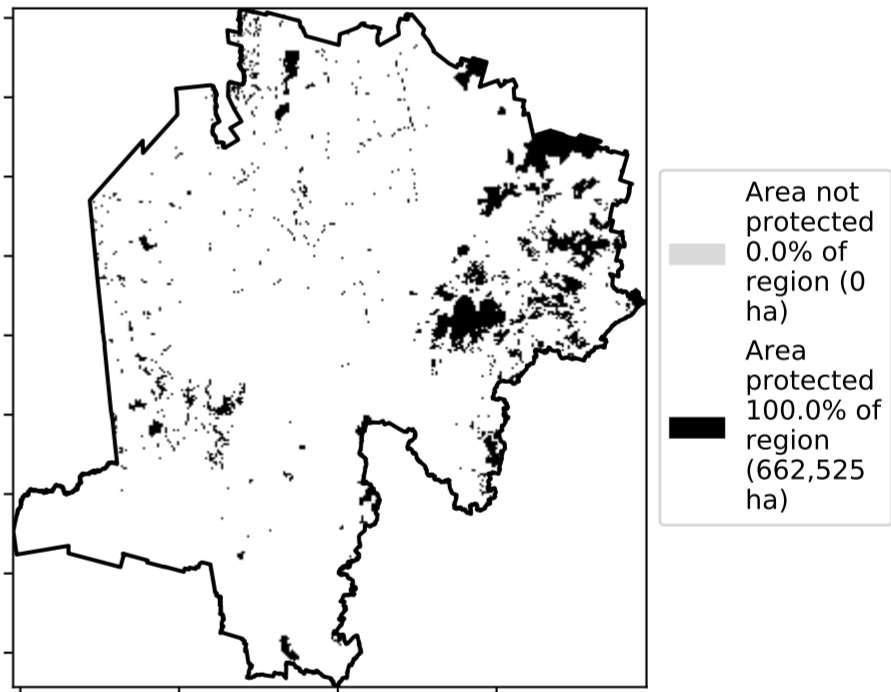 Area not
protected
0.0% of
region (0
ha)
Area
protected
100.0% of
region
(662,525
ha)